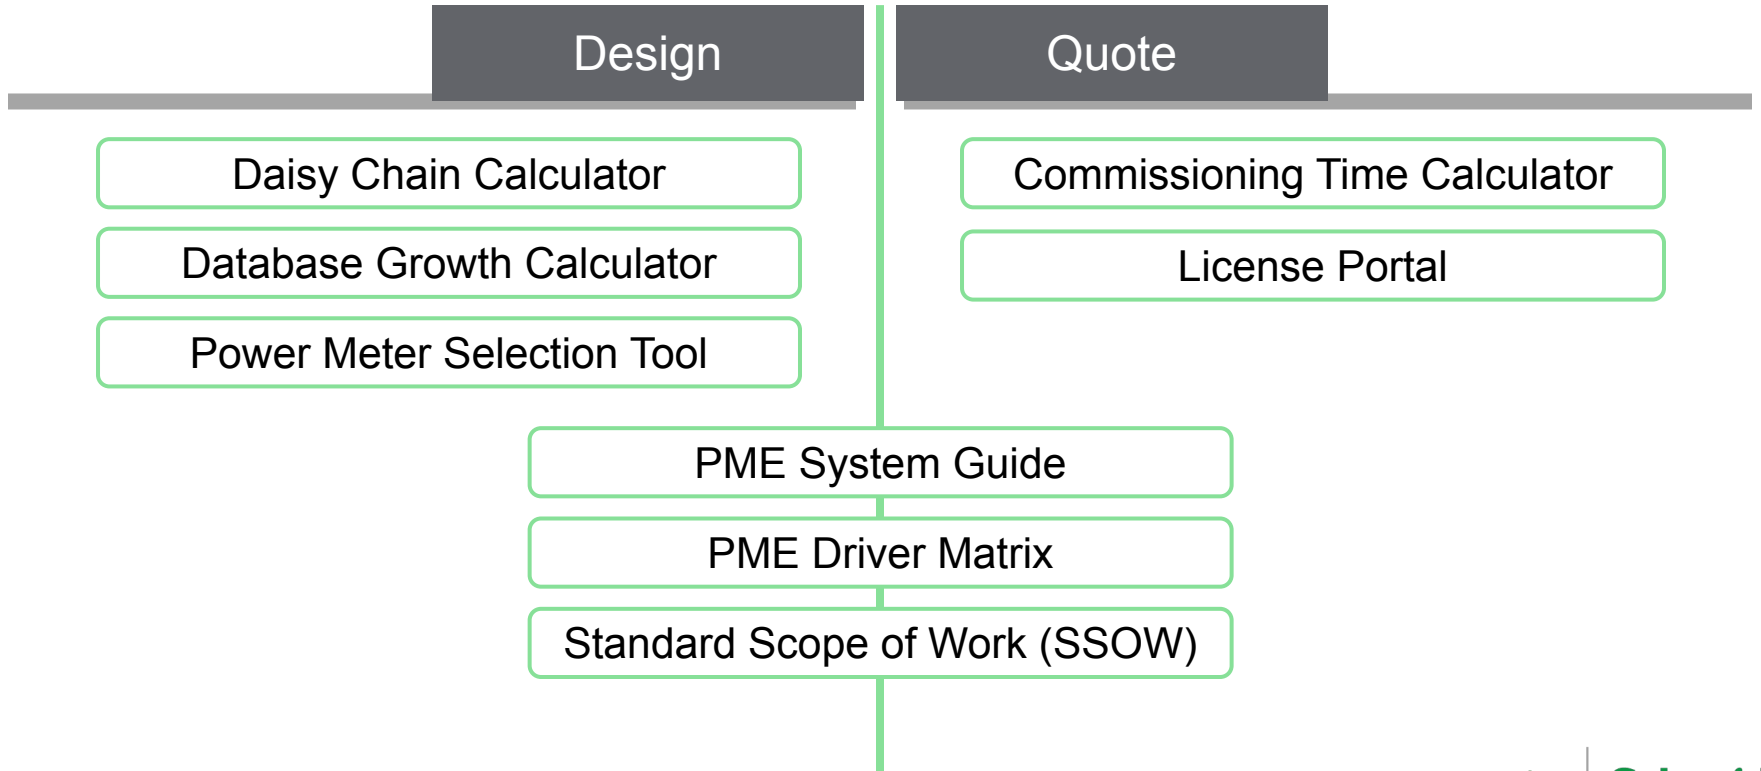 Design
Quote
Daisy Chain Calculator
Database Growth Calculator
Power Meter Selection Tool
Commissioning Time Calculator
License Portal
PME System Guide
PME Driver Matrix
Standard Scope of Work (SSOW)